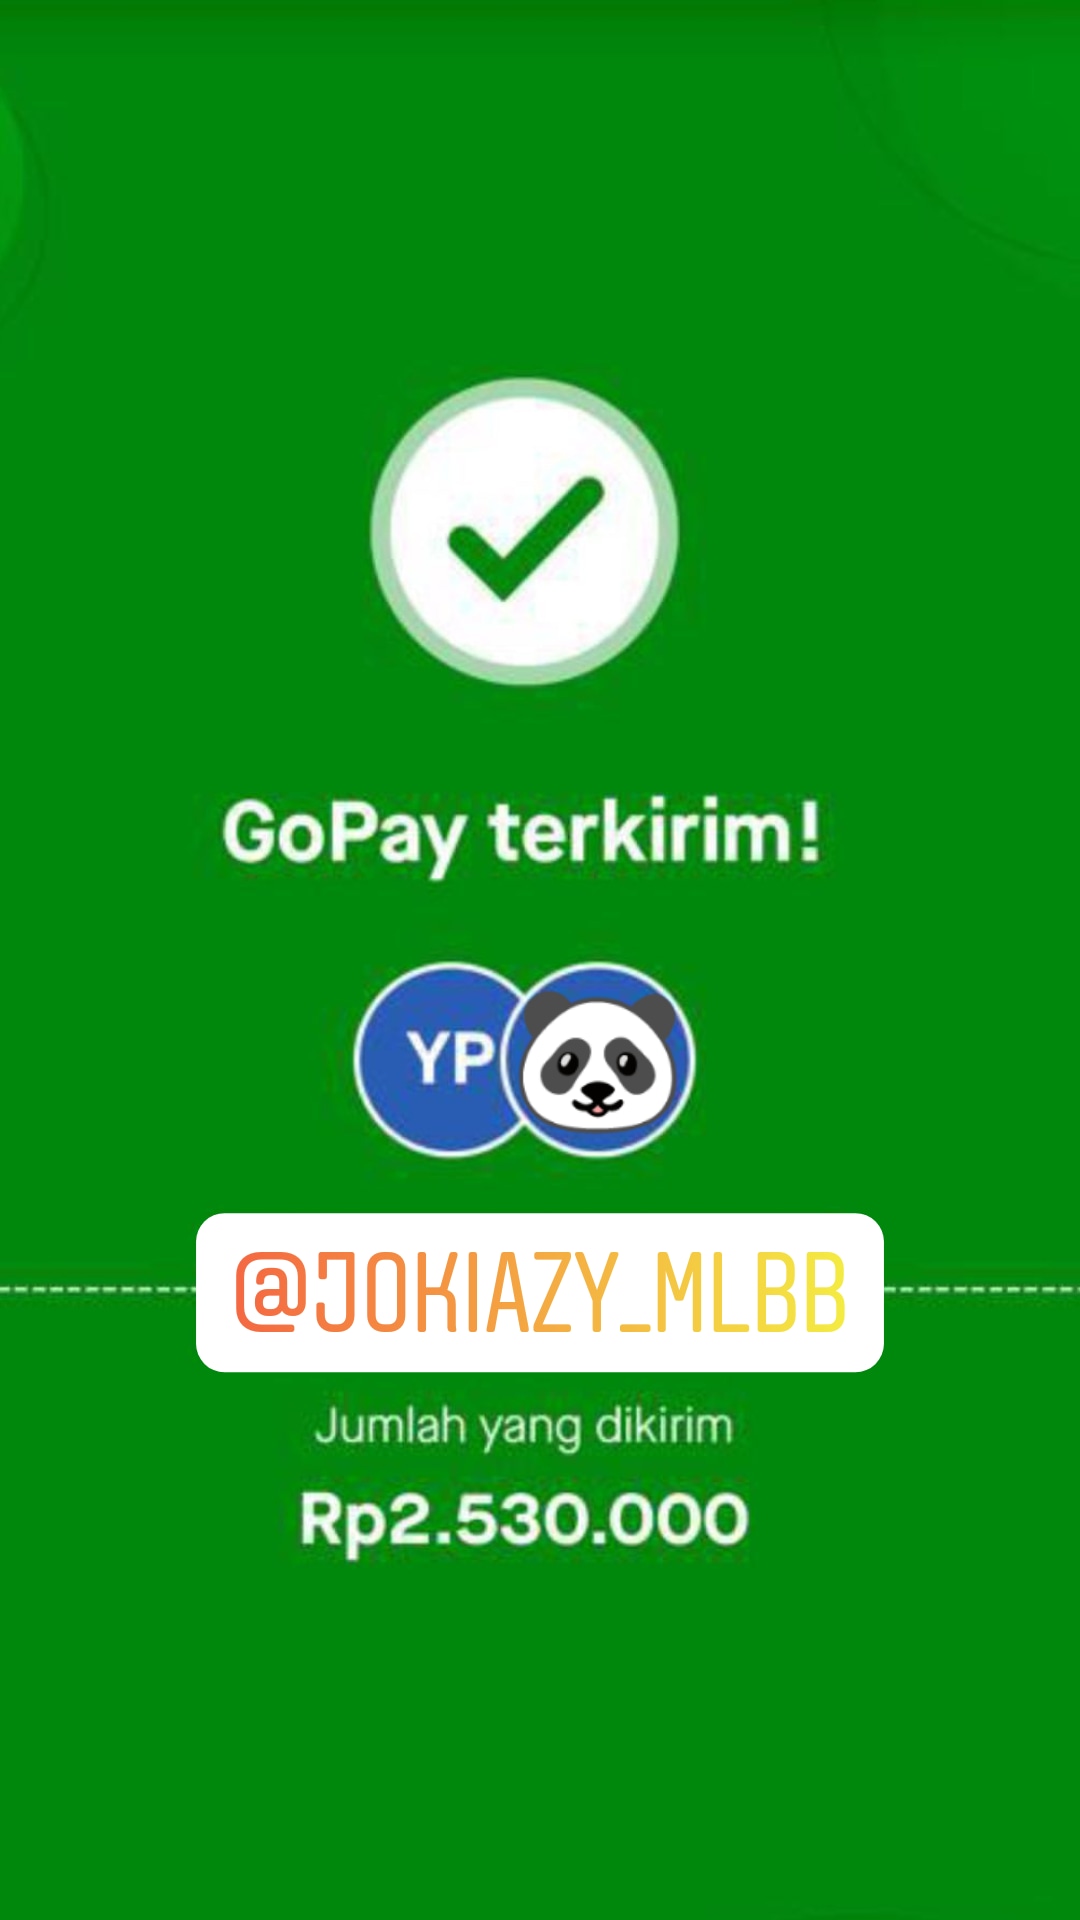 GoPay terkirim!
YP
@JOKIAZY_MLBB
Jumlah yang dikirim
Rp2.530.000